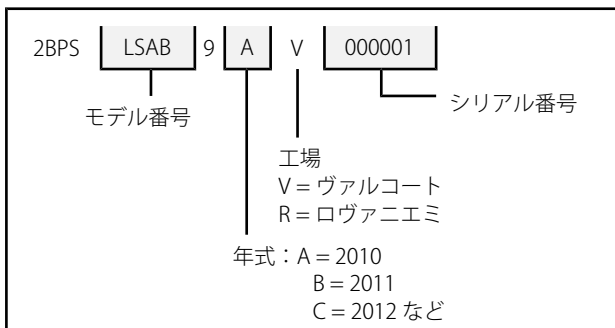 2BPS LSAB 9 A V 000001
モデル番号
シリアル番号
工場
V = ヴァルコート
R = ロヴァニエミ
年式：A = 2010
B = 2011
C = 2012 など